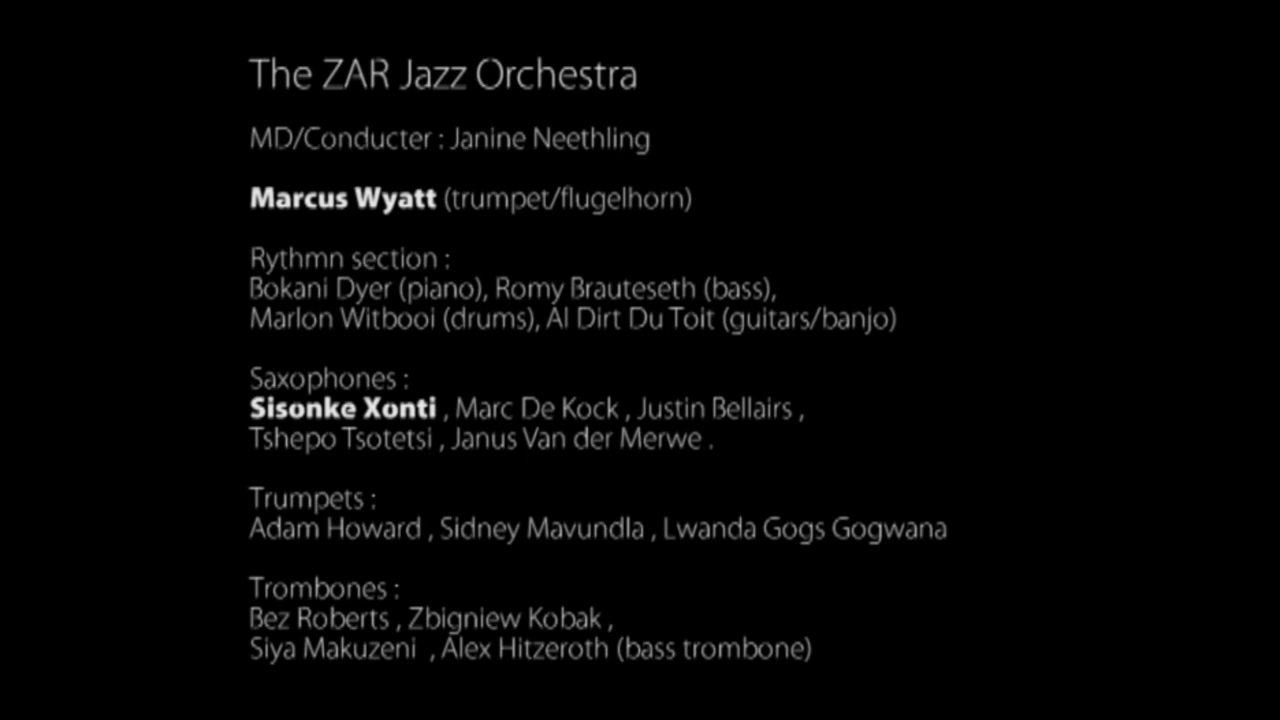 The ZAR Jazz Orchestra
MD/Conducter : Janine Neethling
Marcus Wyatt (trumpet/flugelhorn)
Rythmn section :
Bokani Dyer (piano), Romy Brauteseth (bass),
Marlon Witbooi (drums), Al Dirt Du Toit (guitars/banjo)
Saxophones :
Sisonke Xonti , Marc De Kock , Justin Bellairs ,
Tshepo Tsotetsi , Janus Van der Merwe .
Trumpets :
Adam Howard , Sidney Mavundla , Lwanda Gogs Gogwana
Trombones :
Bez Roberts , Zbigniew Kobak ,
Siya Makuzeni , Alex Hitzeroth (bass trombone)